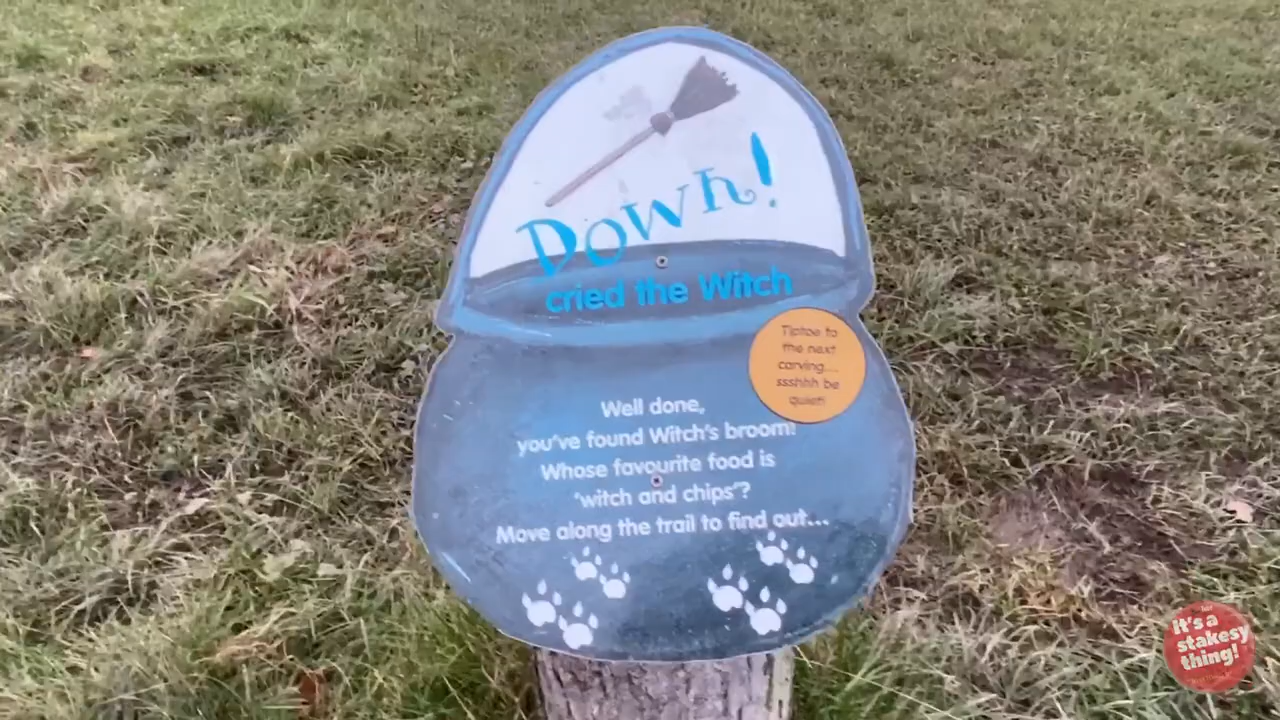 Down!
cried the Witch
Tiptoe to
the next
carving...
ssshhh be
quiet!
Well done,
you've found Witch's broom!
Whose favourite food is
'witch and chips'?
Move along the trail to find out...
it's a
stakesy
thing!